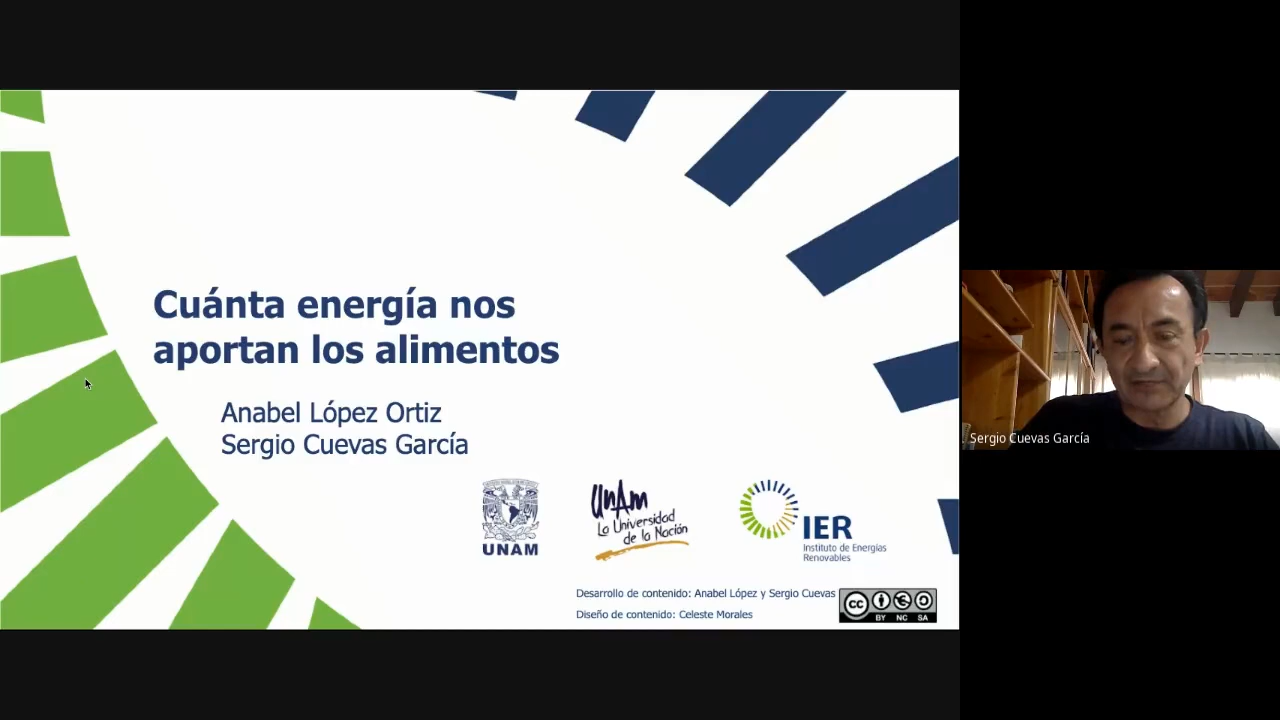 Cuánta energía nos
aportan los alimentos
Anabel López Ortiz
Sergio Cuevas García
UNAM
UnAm
La Universidad
de la Nación
IER
Instituto de Energías
Renovables
Desarrollo de contenido: Anabel López y Sergio Cuevas
Diseño de contenido: Celeste Morales
cc
BY NC SA
Sergio Cuevas García